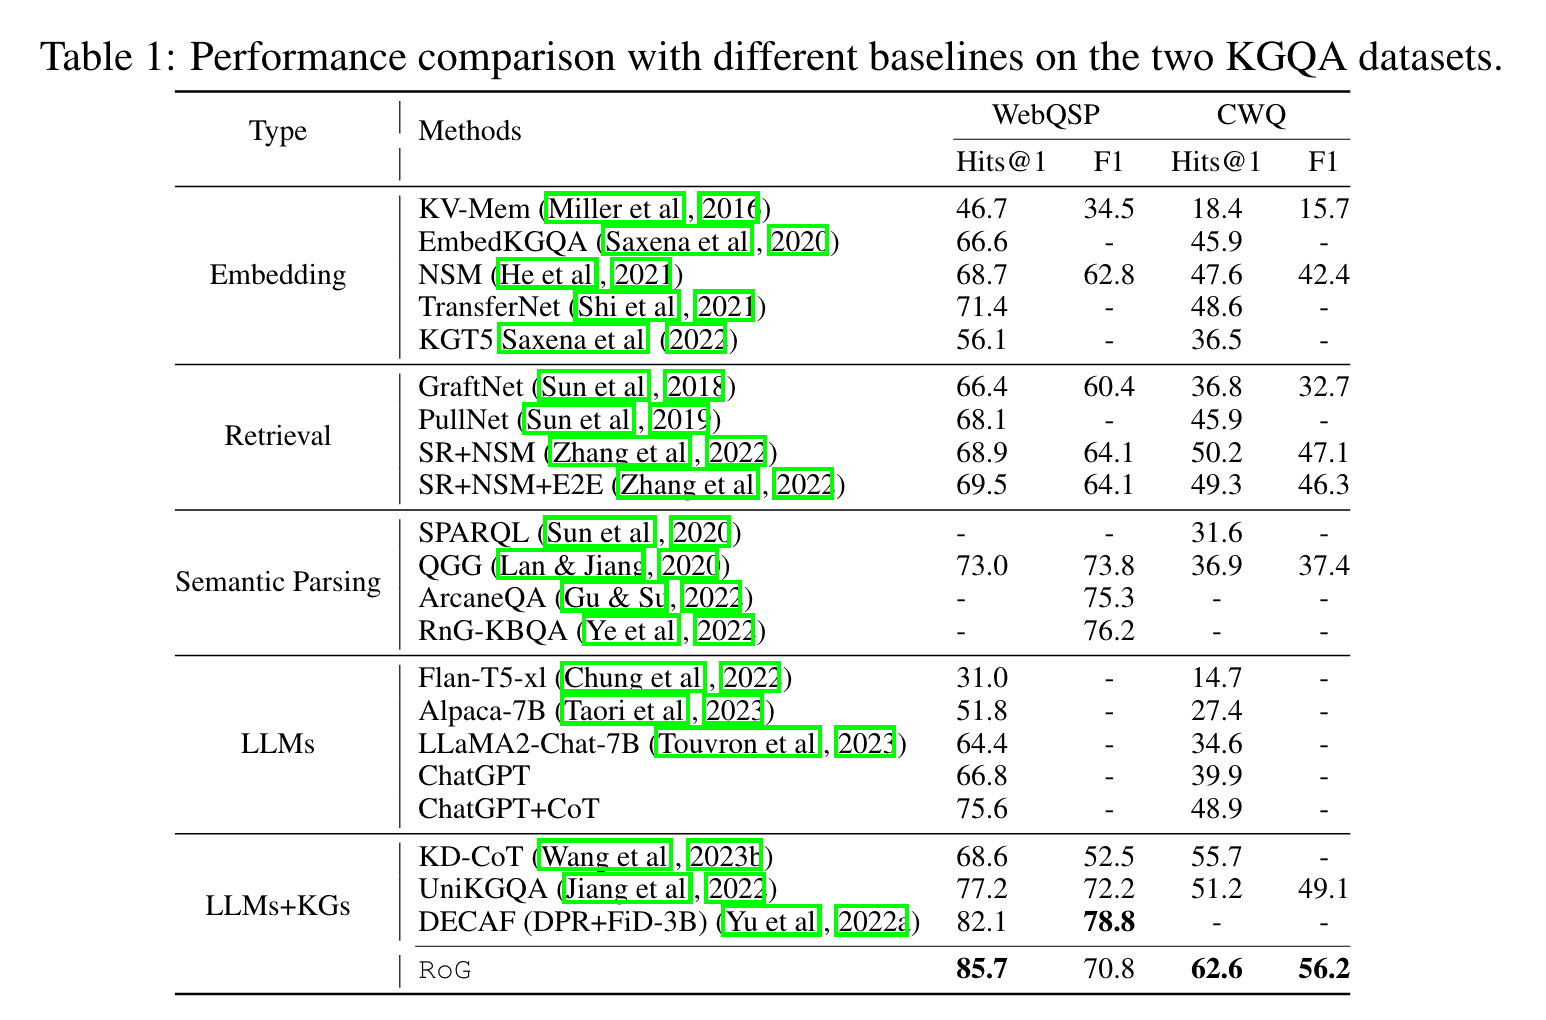 Table 1: Performance comparison with different baselines on the two KGQA datasets.
Type Methods WebQSP CWQ
Hits@1 F1 Hits@1 F1
Embedding
KV-Mem (Miller et al., 2016) 46.7 34.5 18.4 15.7
EmbedKGQA (Saxena et al., 2020) 66.6 - 45.9 -
NSM (He et al., 2021) 68.7 62.8 47.6 42.4
TransferNet (Shi et al., 2021) 71.4 - 48.6 -
KGT5 Saxena et al. (2022) 56.1 - 36.5 -
Retrieval
GraftNet (Sun et al., 2018) 66.4 60.4 36.8 32.7
PullNet (Sun et al., 2019) 68.1 - 45.9 -
SR+NSM (Zhang et al., 2022) 68.9 64.1 50.2 47.1
SR+NSM+E2E (Zhang et al., 2022) 69.5 64.1 49.3 46.3
Semantic Parsing
SPARQL (Sun et al., 2020) - - 31.6 -
QGG (Lan & Jiang, 2020) 73.0 73.8 36.9 37.4
ArcaneQA (Gu & Su, 2022) - 75.3 - -
RnG-KBQA (Ye et al., 2022) - 76.2 - -
LLMs
Flan-T5-xl (Chung et al., 2022) 31.0 - 14.7 -
Alpaca-7B (Taori et al., 2023) 51.8 - 27.4 -
LLaMA2-Chat-7B (Touvron et al., 2023) 64.4 - 34.6 -
ChatGPT 66.8 - 39.9 -
ChatGPT+CoT 75.6 - 48.9 -
LLMs+KGs
KD-CoT (Wang et al., 2023b) 68.6 52.5 55.7 -
UniKGQA (Jiang et al., 2022) 77.2 72.2 51.2 49.1
DECAF (DPR+FiD-3B) (Yu et al., 2022a) 82.1 78.8 - -
RoG 85.7 70.8 62.6 56.2